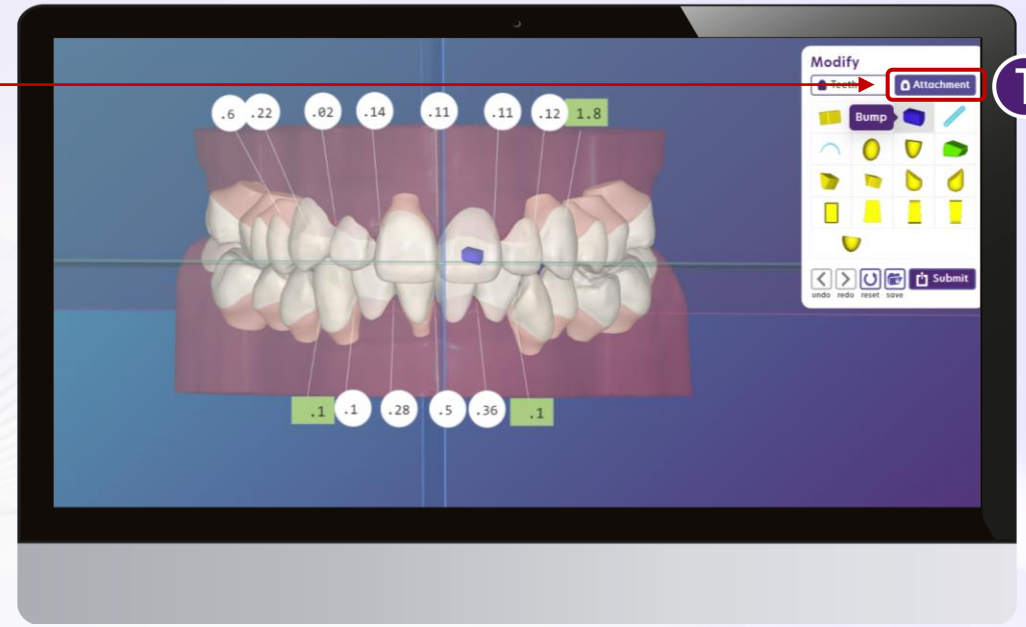 Modify
Teeth
Attachment
Bump
undo redo reset save
Submit
.6 .22 .02 .14 .11 .11 .12 1.8
.1 .1 .28 .5 .36 .1